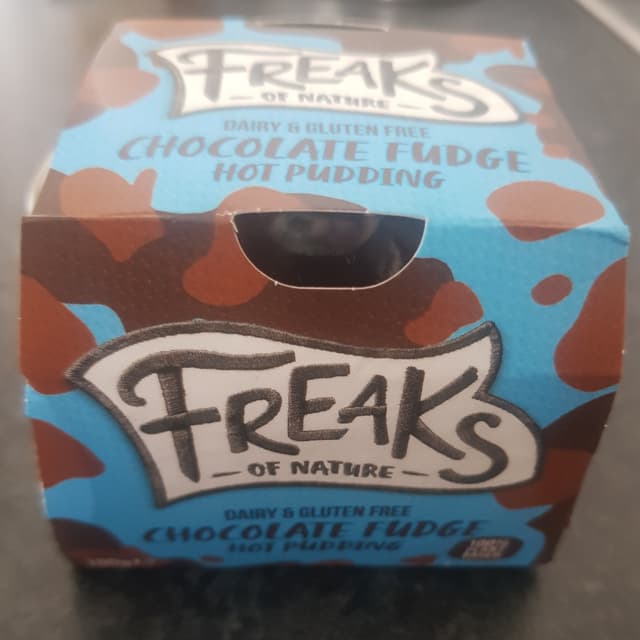 FREAKS
OF NATURE
DAIRY & GLUTEN FREE
CHOCOLATE FUDGE
HOT PUDDING
FREAKS
OF NATURE
DAIRY & GLUTEN FREE
CHOCOLATE FUDGE
HOT PUDDING